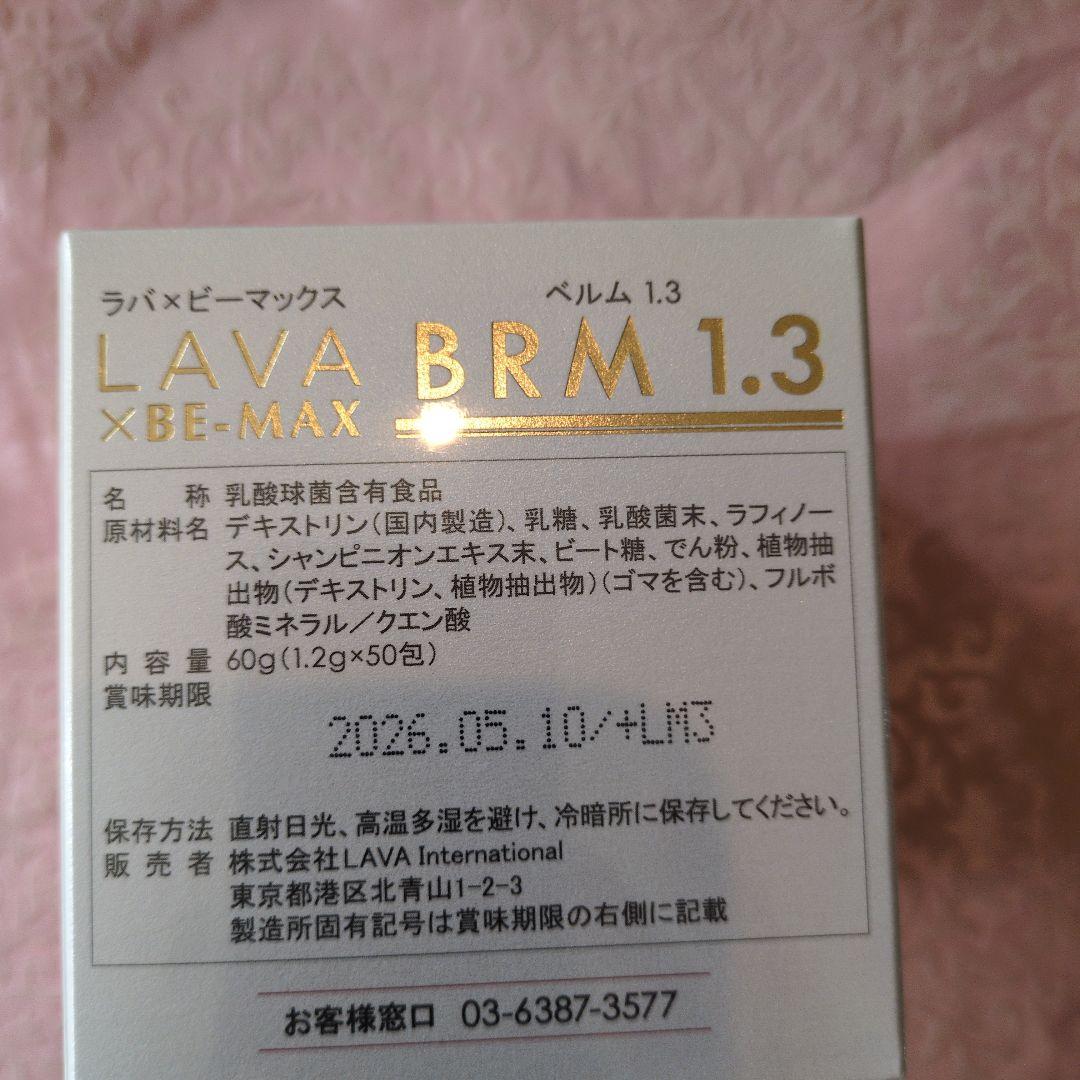 ラバ×ビーマックス ベルム 1.3
LAVA BRM 1.3
×BE-MAX
名称 乳酸球菌含有食品
原材料名 デキストリン(国内製造)、乳糖、乳酸菌末、ラフィノー
ス、シャンピニオンエキス末、ビート糖、でん粉、植物抽
出物(デキストリン、植物抽出物)(ゴマを含む)、フルボ
酸ミネラル/クエン酸
内容量 60g(1.2g×50包)
賞味期限
2026.05.10/+LM3
保存方法 直射日光、高温多湿を避け、冷暗所に保存してください。
販売者 株式会社LAVA International
東京都港区北青山1-2-3
製造所固有記号は賞味期限の右側に記載
お客様窓口 03-6387-3577